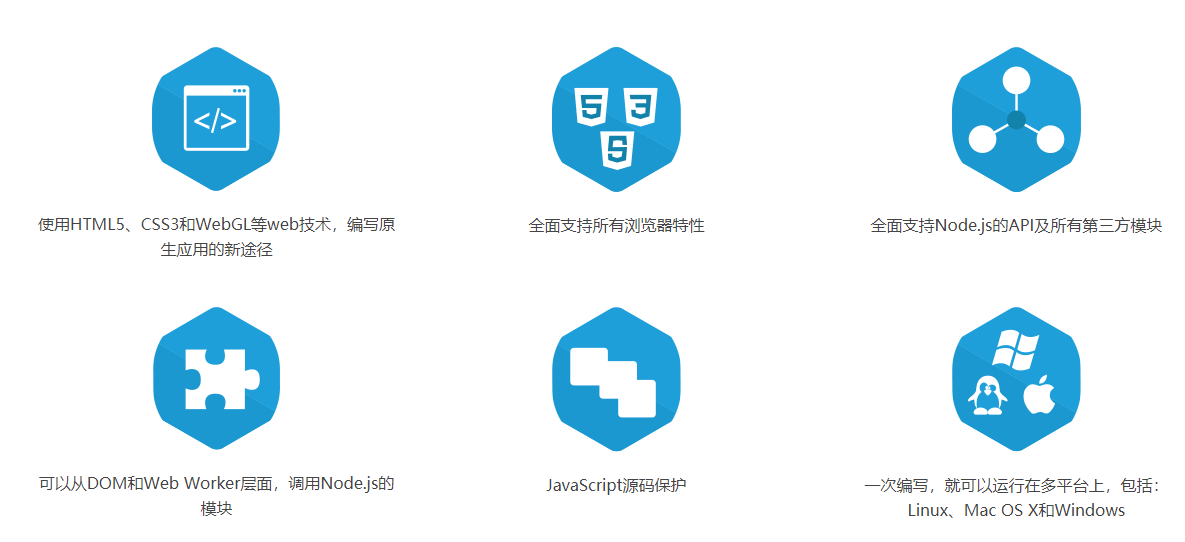 </>
5
3
5
使用HTML5、CSS3和WebGL等web技术，编写原
生应用的新途径
全面支持所有浏览器特性
全面支持Node.js的API及所有第三方模块
可以从DOM和Web Worker层面，调用Node.js的
模块
JavaScript源码保护
一次编写，就可以运行在多平台上，包括：
Linux、Mac OS X和Windows